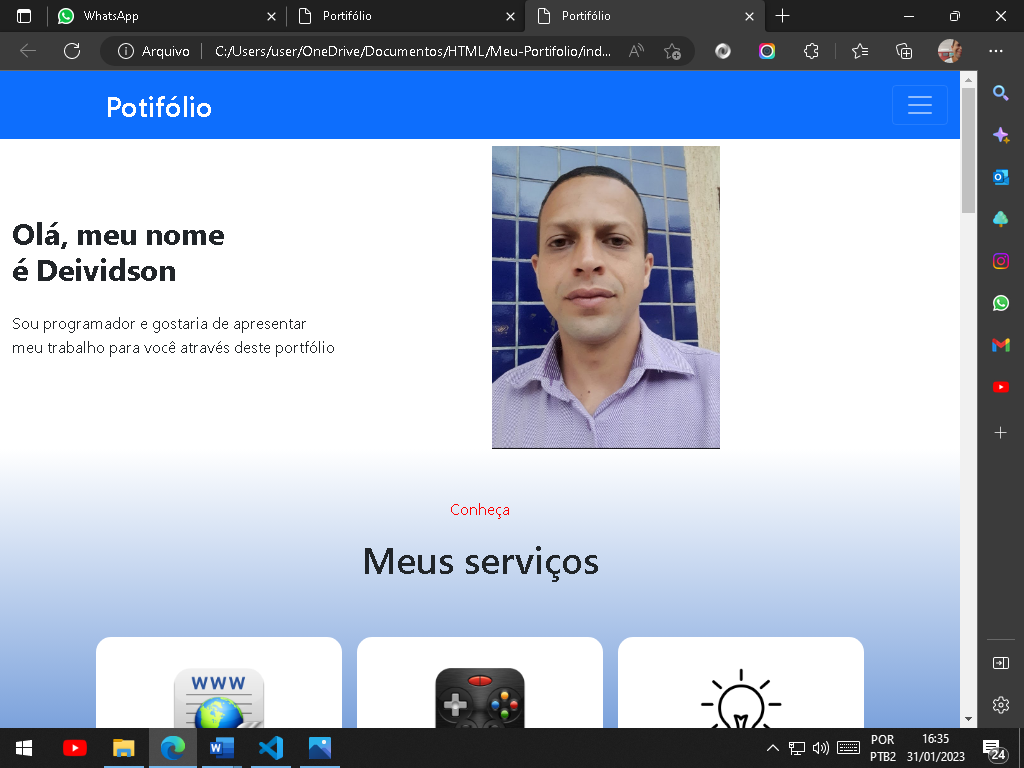 WhatsApp
Portifólio
Portifólio
Arquivo
C:/Users/user/OneDrive/Documentos/HTML/Meu-Portifolio/ind...
Potifólio
Olá, meu nome
é Deividson
Sou programador e gostaria de apresentar
meu trabalho para você através deste portfólio
Conheça
Meus serviços
WWW
POR
PTB2
16:35
31/01/2023
24